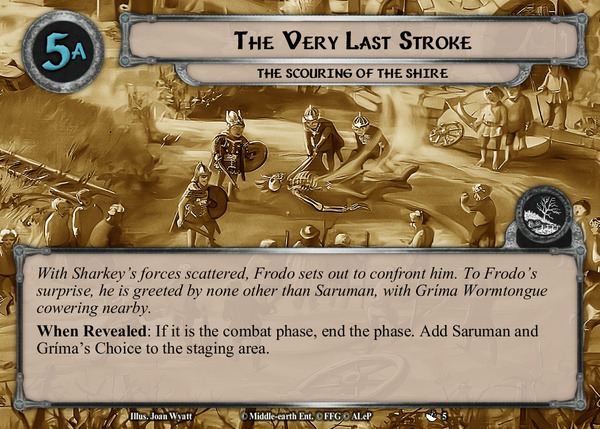 5A
The Very Last Stroke
The Scouring of the Shire
With Sharkey's forces scattered, Frodo sets out to confront him. To Frodo's
surprise, he is greeted by none other than Saruman, with Gríma Wormtongue
cowering nearby.
When Revealed: If it is the combat phase, end the phase. Add Saruman and
Gríma's Choice to the staging area.
Illus. Joan Wyatt © Middle-earth Ent. © FFG © ALeP 5